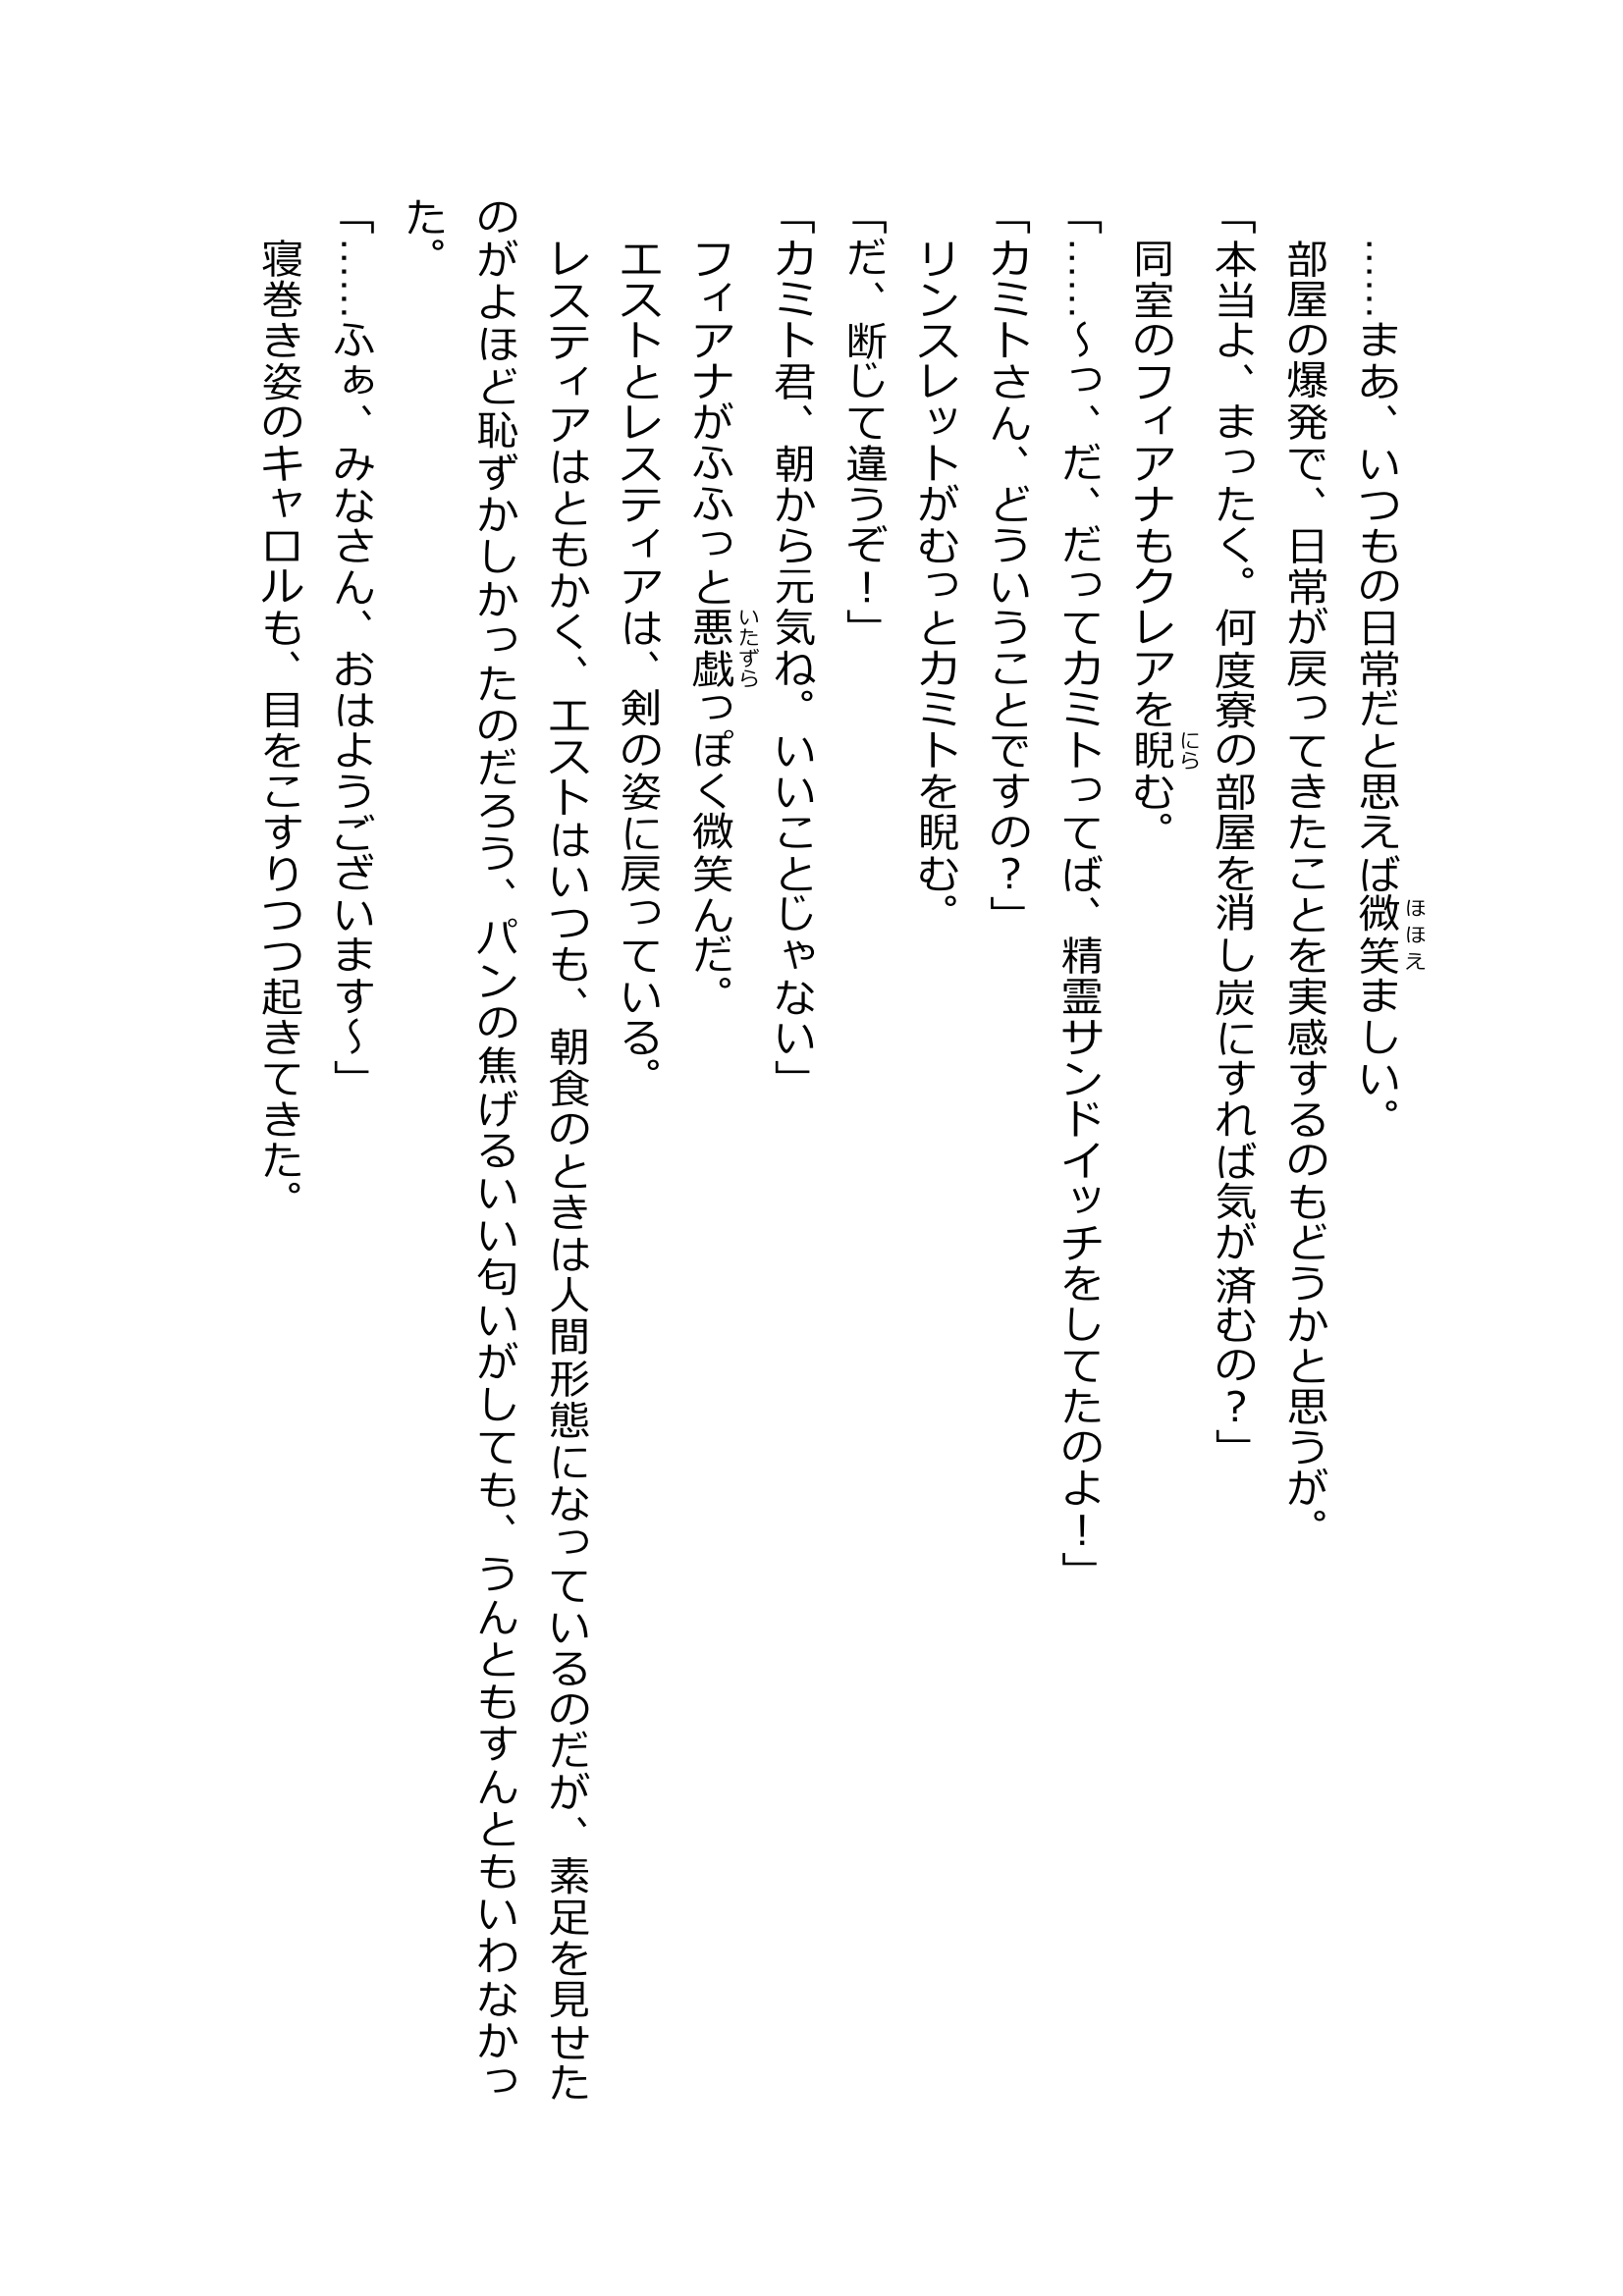 ……まあ、いつもの日常だと思えば微笑ましい。
部屋の爆発で、日常が戻ってきたことを実感するのもどうかと思うが。
「本当よ、まったく。何度寮の部屋を消し炭にすれば気が済むの？」
同室のフィアナもクレアを睨む。
「……〜っ、だ、だってカミトってば、精霊サンドイッチをしてたのよ！」
「カミトさん、どういうことですの？」
リンスレットがむっとカミトを睨む。
「だ、断じて違うぞ！」
「カミト君、朝から元気ね。いいことじゃない」
フィアナがふふっと悪戯っぽく微笑んだ。
エストとレスティアは、剣の姿に戻っている。
レスティアはともかく、エストはいつも、朝食のときは人間形態になっているのだが、素足を見せた
のがよほど恥ずかしかったのだろう、パンの焦げるいい匂いがしても、うんともすんともいわなかっ
た。
「……ふぁ、みなさん、おはようございます〜」
寝巻き姿のキャロルも、目をこすりつつ起きてきた。